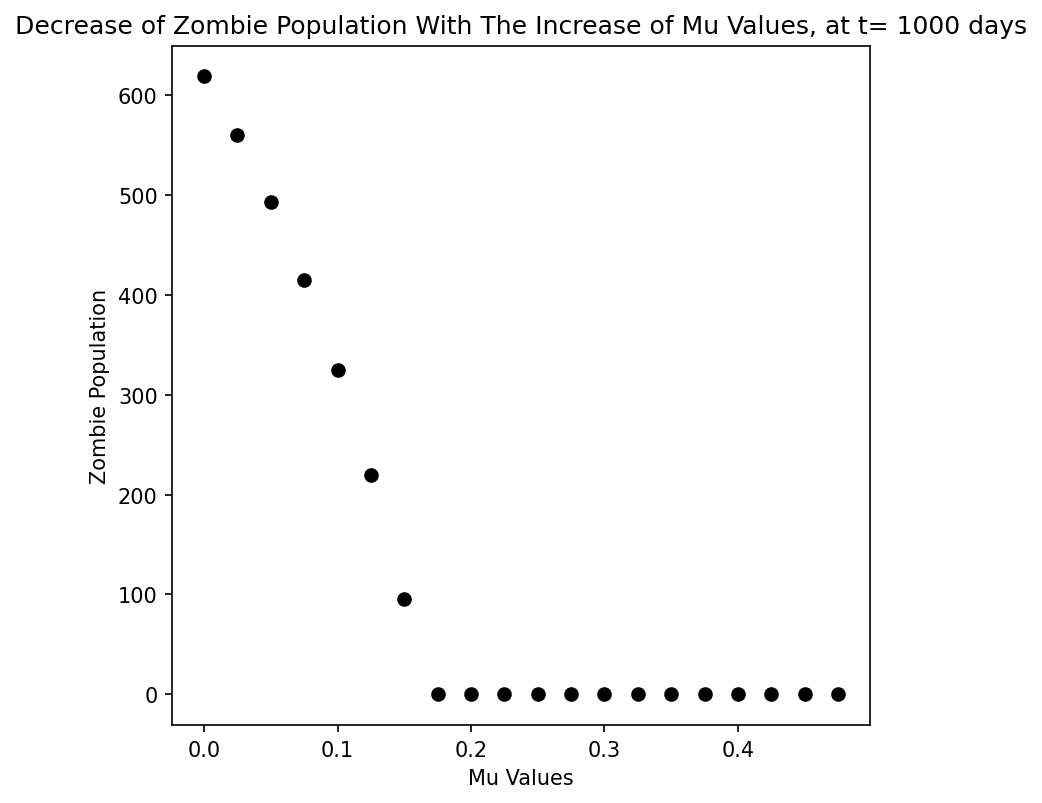 Decrease of Zombie Population With The Increase of Mu Values, at t= 1000 days
600
500
400
300
200
100
0
Zombie Population
0.0 0.1 0.2 0.3 0.4
Mu Values